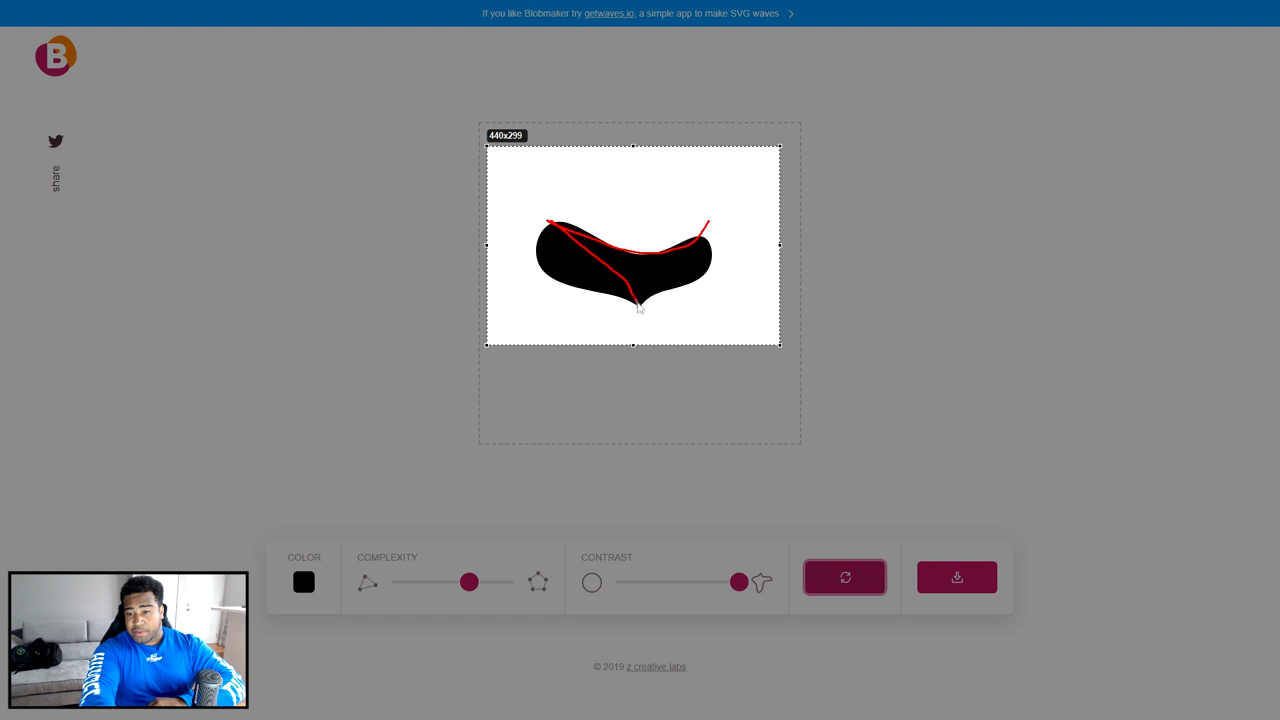 If you like Blobmaker try getwaves.io, a simple app to make SVG waves
B
share
440x299
COLOR
COMPLEXITY
CONTRAST
© 2019 z creative labs